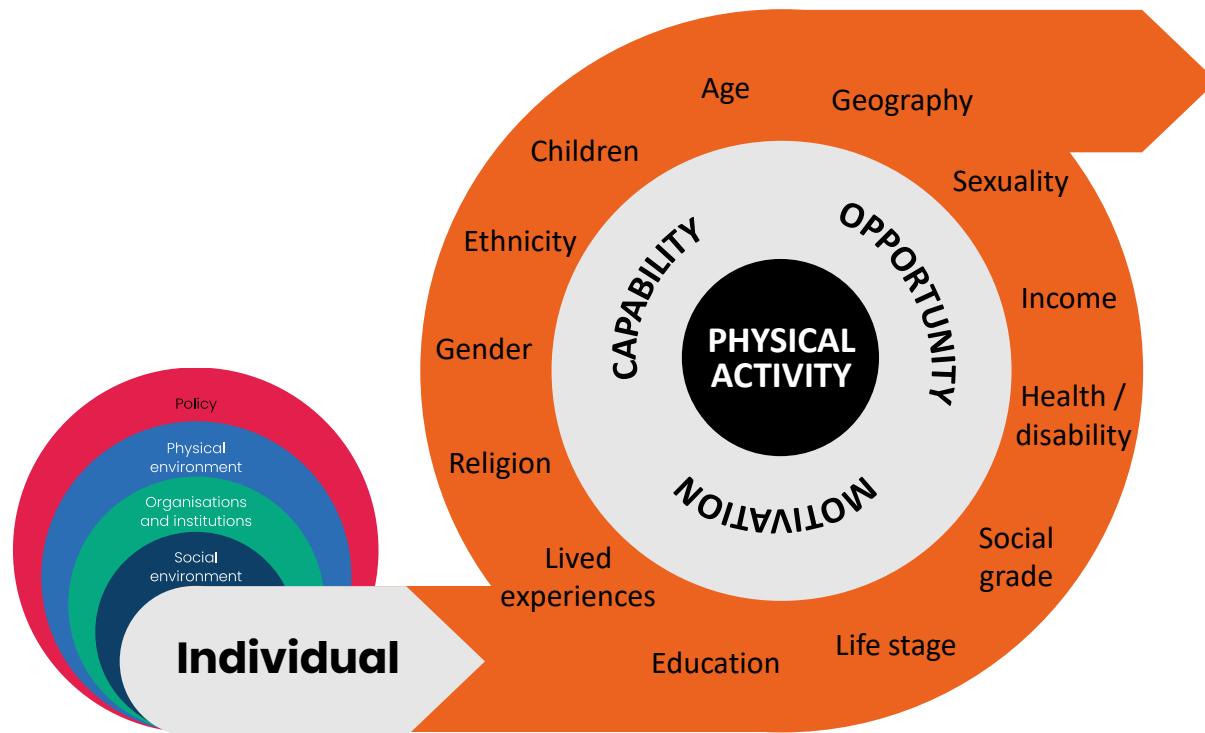 Age
Geography
Children
Sexuality
Ethnicity
CAPABILITY
OPPORTUNITY
Income
Gender
PHYSICAL
ACTIVITY
Health /
disability
Policy
Physical
environment
Religion
MOTIVATION
Organisations
and institutions
Social
environment
Lived
experiences
Social
grade
Individual
Education
Life stage